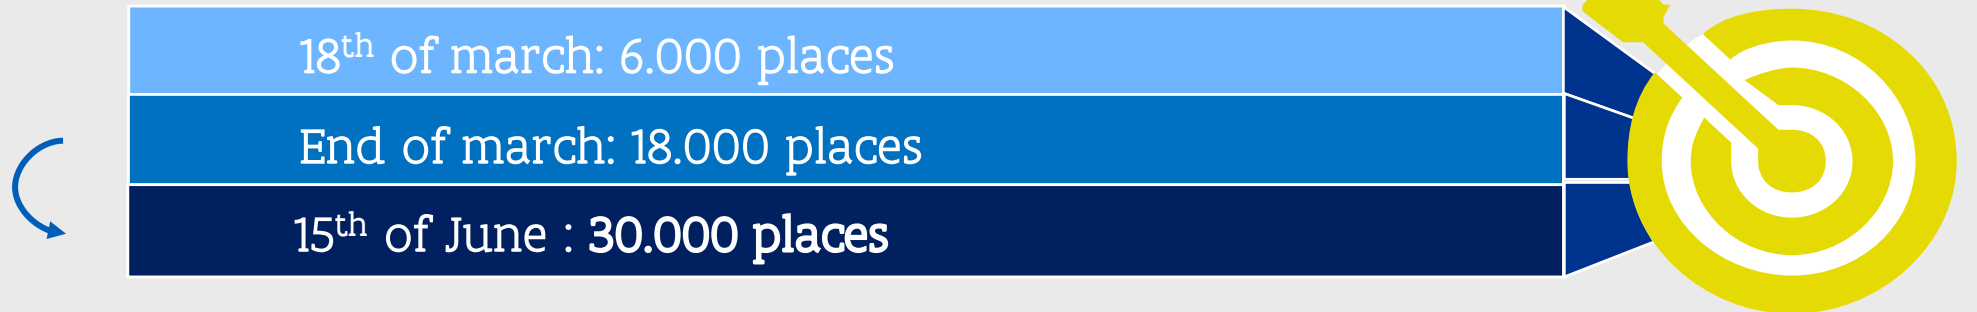 18th of march: 6.000 places
End of march: 18.000 places
15th of June : 30.000 places